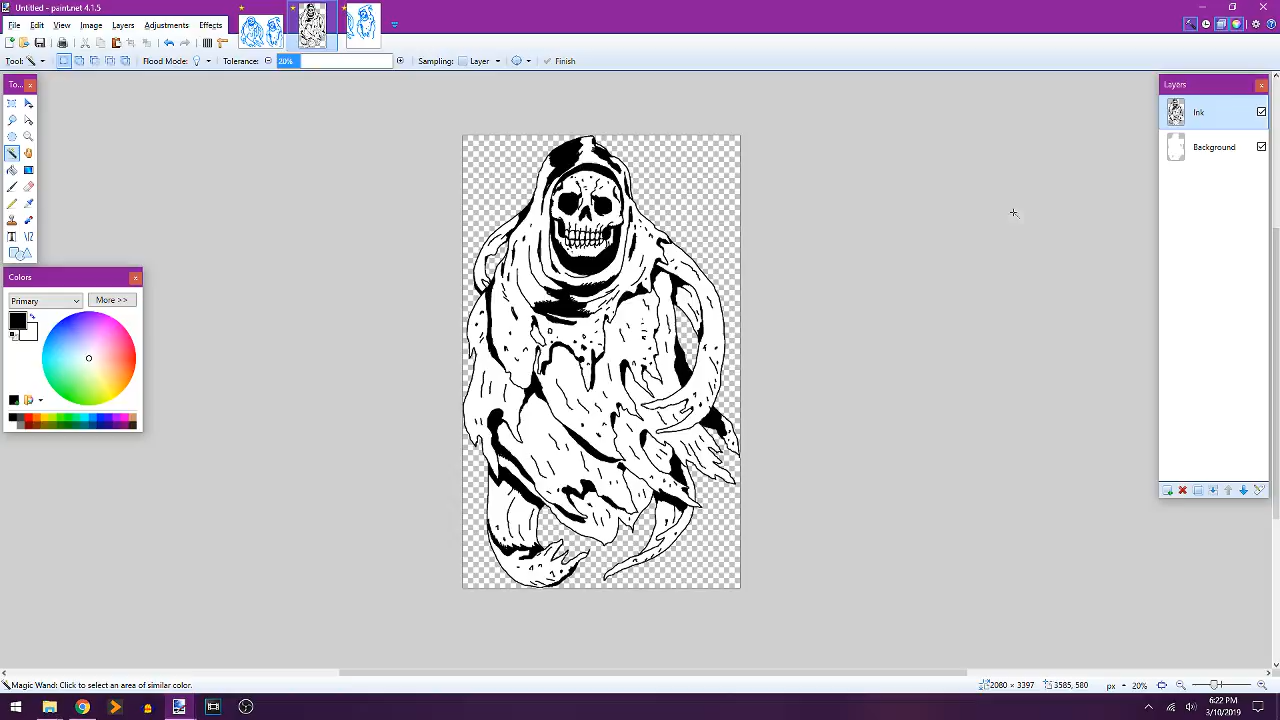 Untitled - paint.net 4.1.5
File Edit View Image Layers Adjustments Effects
Tool: Flood Mode: Tolerance: 20% Sampling: Layer Finish
To...
Layers
Ink
Background
Colors
Primary More >>
Magic Wand: Click to select an area of similar color.
2080 × 3397 3585, 580 px 20%
6:22 PM
3/10/2019